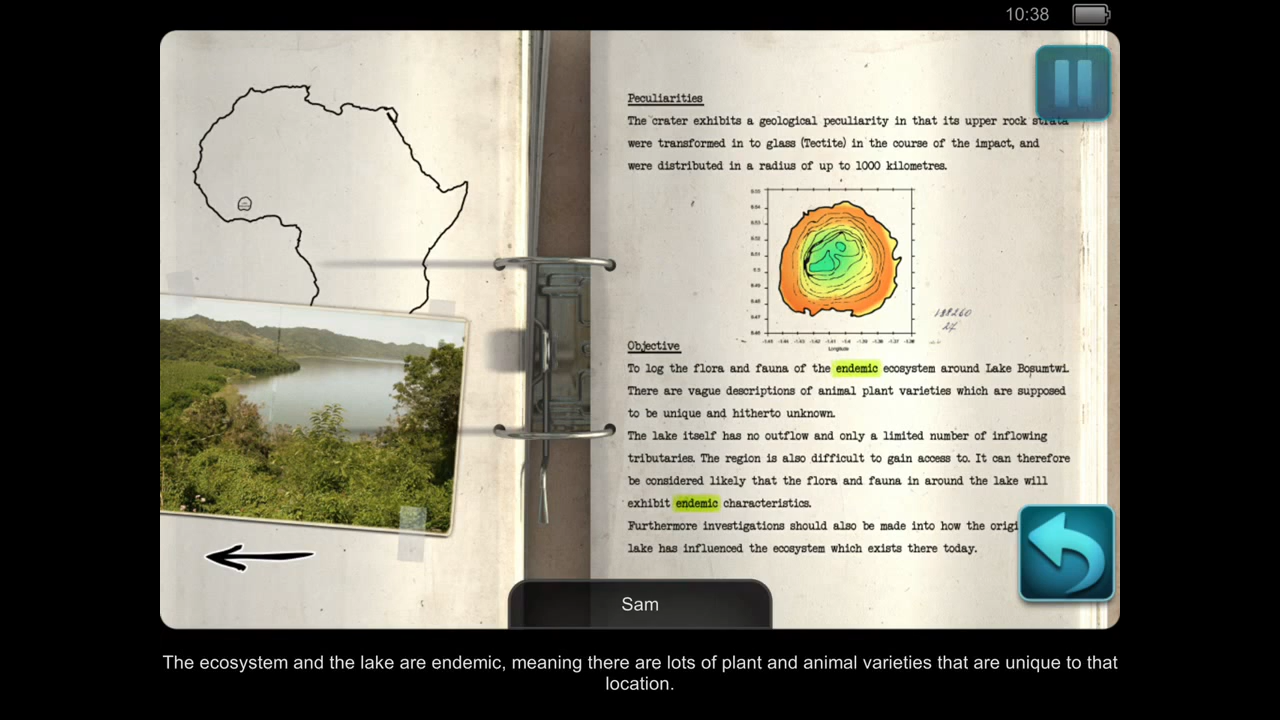 10:38
Peculiarities
The crater exhibits a geological peculiarity in that its upper rock strata
were transformed in to glass (Tectite) in the course of the impact, and
were distributed in a radius of up to 1000 kilometres.
Longitude
Objective
To log the flora and fauna of the endemic ecosystem around Lake Bosumtwi.
There are vague descriptions of animal plant varieties which are supposed
to be unique and hitherto unknown.
The lake itself has no outflow and only a limited number of inflowing
tributaries. The region is also difficult to gain access to. It can therefore
be considered likely that the flora and fauna in around the lake will
exhibit endemic characteristics.
Furthermore investigations should also be made into how the
lake has influenced the ecosystem which exists there today.
Sam
The ecosystem and the lake are endemic, meaning there are lots of plant and animal varieties that are unique to that
location.